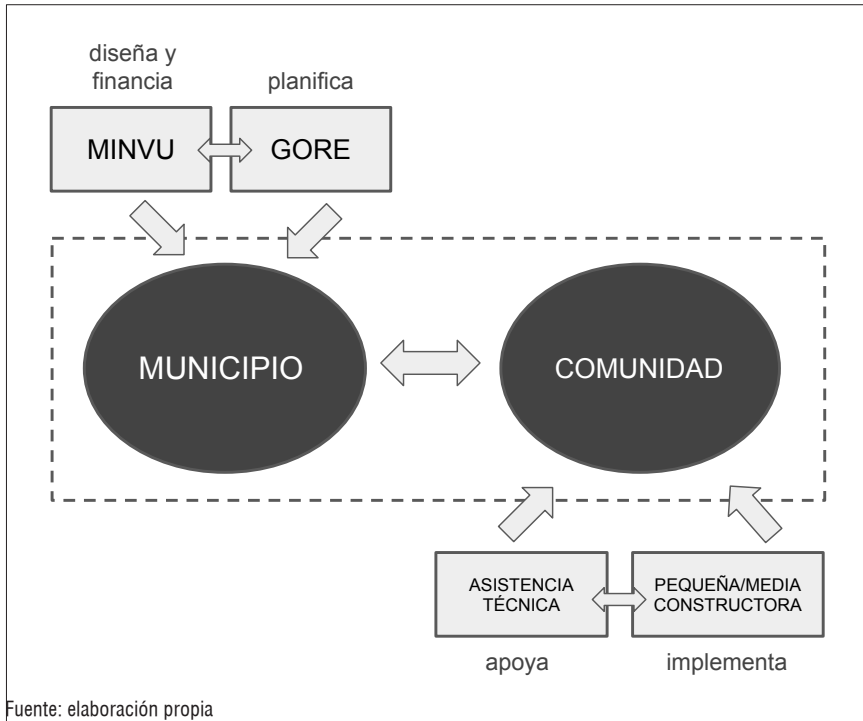 diseña y
financia
planifica
MINVU
GORE
MUNICIPIO
COMUNIDAD
ASISTENCIA
TÉCNICA
PEQUEÑA/MEDIA
CONSTRUCTORA
apoya
implementa
Fuente: elaboración propia